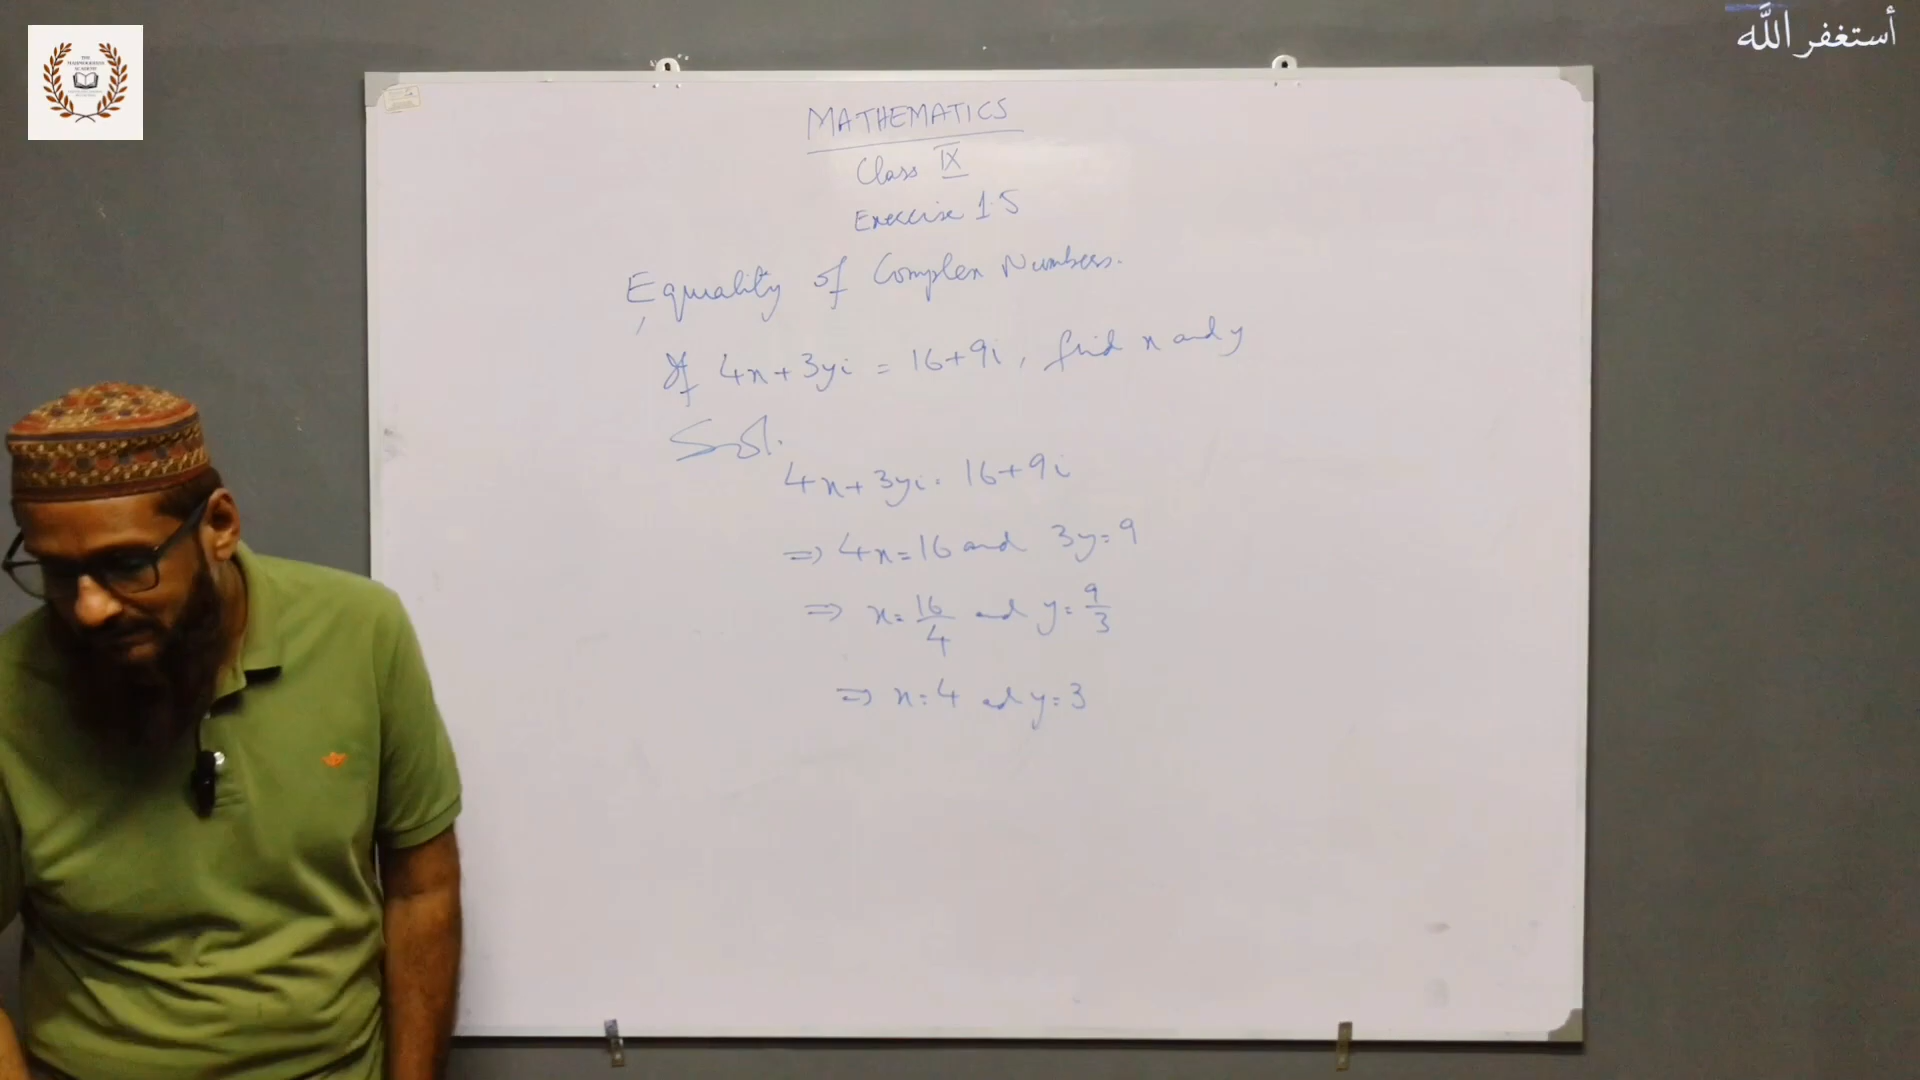 أستغفر الله
MATHEMATICS
Class IX
Exercise 1.5
Equality of Complex Numbers.
If 4x+3yi = 16+9i, find x and y
Sol.
4x+3yi = 16+9i
⇒ 4x=16 and 3y=9
⇒ x=16/4 and y=9/3
⇒ x=4 and y=3